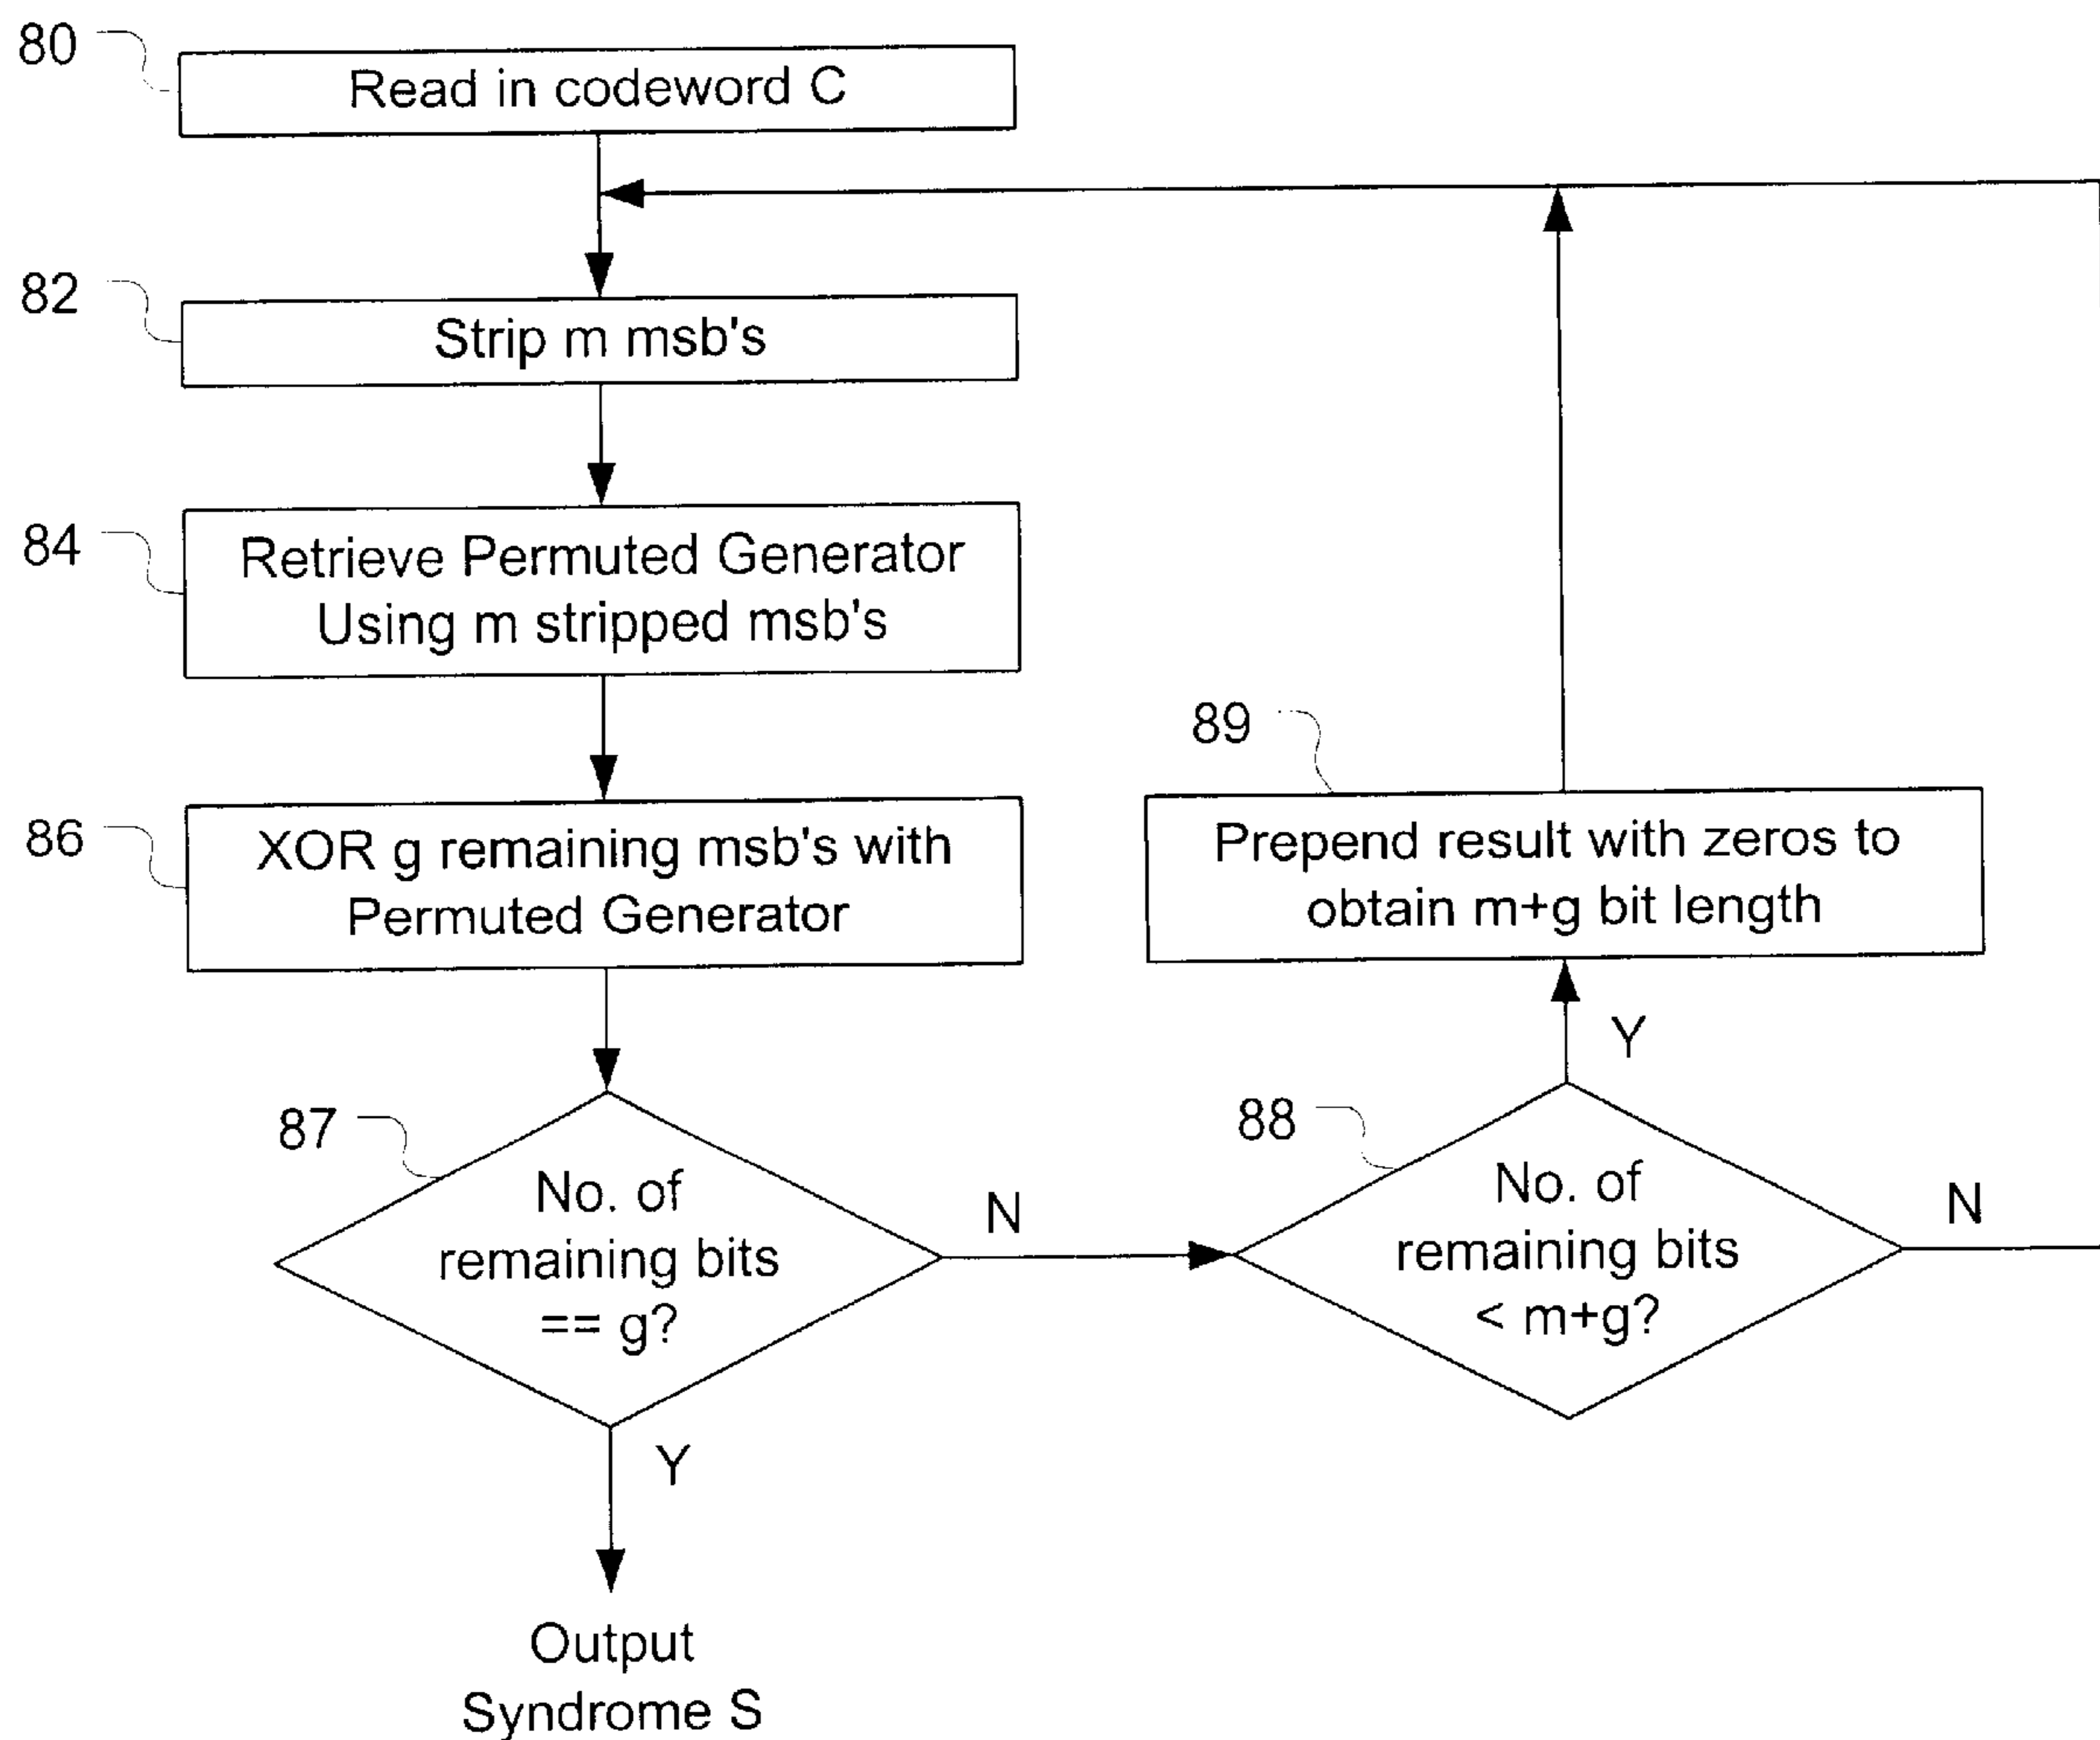 80
Read in codeword C
82
Strip m msb's
84
Retrieve Permuted Generator
Using m stripped msb's
86
XOR g remaining msb's with
Permuted Generator
89
Prepend result with zeros to
obtain m+g bit length
87
No. of
remaining bits
== g?
N
Y
88
No. of
remaining bits
< m+g?
Y
N
Output
Syndrome S